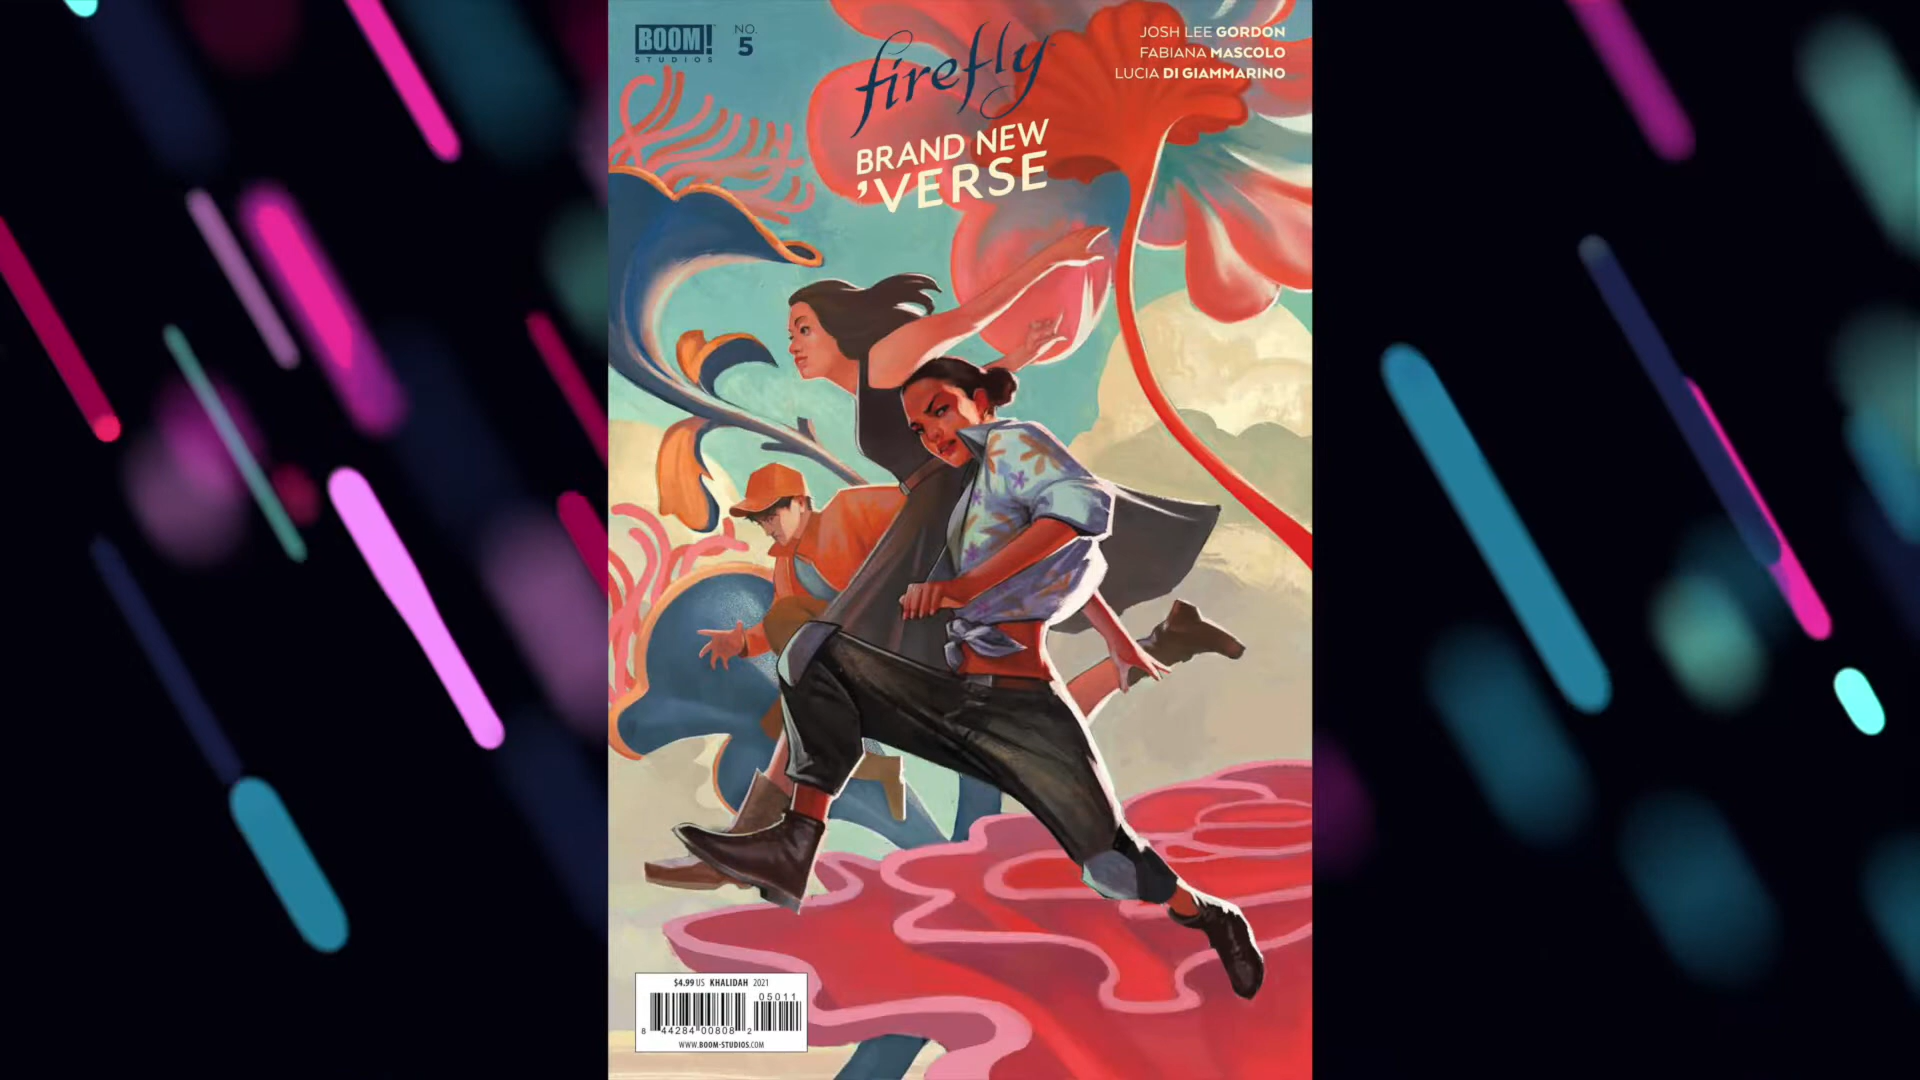 BOOM!
STUDIOS
NO.
5
firefly
BRAND NEW
'VERSE
JOSH LEE GORDON
FABIANA MASCOLO
LUCIA DI GIAMMARINO
$4.99 US KHALIDAH 2021
05011
8 44284 00808 2
WWW.BOOM-STUDIOS.COM